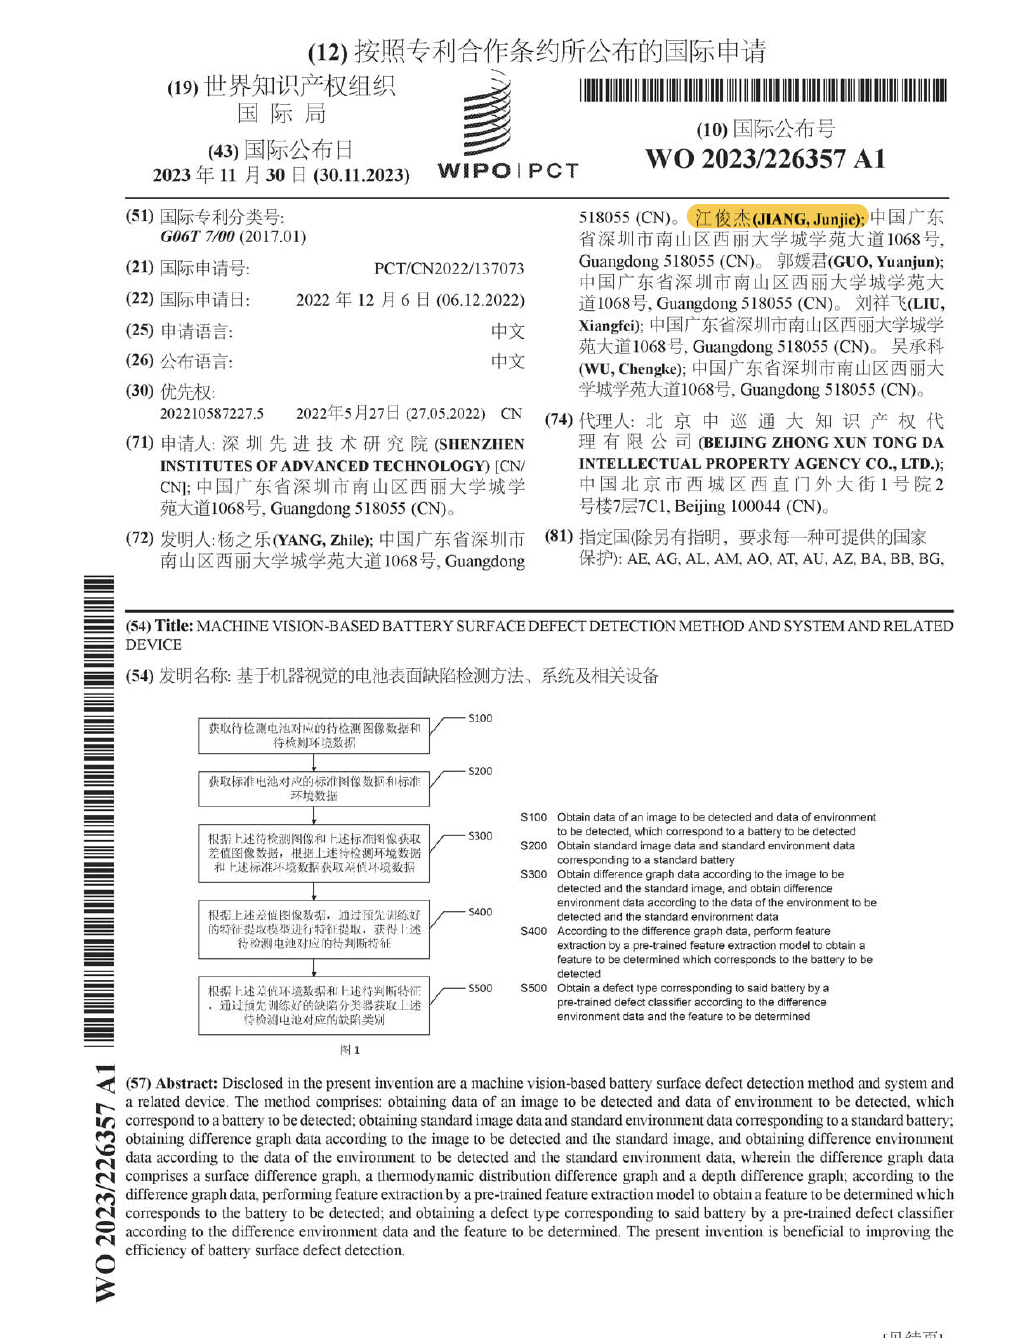 (12) 按照专利合作条约所公布的国际申请
(19) 世界知识产权组织
国 际 局
(43) 国际公布日
2023 年 11 月 30 日 (30.11.2023)
WIPO | PCT
(10) 国际公布号
WO 2023/226357 A1
(51) 国际专利分类号:
G06T 7/00 (2017.01)
(21) 国际申请号: PCT/CN2022/137073
(22) 国际申请日: 2022 年 12 月 6 日 (06.12.2022)
(25) 申请语言: 中文
(26) 公布语言: 中文
(30) 优先权:
202210587227.5 2022年5月27日 (27.05.2022) CN
(71) 申请人: 深圳先进技术研究院 (SHENZHEN
INSTITUTES OF ADVANCED TECHNOLOGY) [CN/
CN]; 中国广东省深圳市南山区西丽大学城学
苑大道1068号, Guangdong 518055 (CN)。
(72) 发明人: 杨之乐(YANG, Zhile); 中国广东省深圳市
南山区西丽大学城学苑大道1068号, Guangdong
518055 (CN)。 江俊杰(JIANG, Junjie); 中国广东
省深圳市南山区西丽大学城学苑大道1068号,
Guangdong 518055 (CN)。 郭媛君(GUO, Yuanjun);
中国广东省深圳市南山区西丽大学城学苑大
道1068号, Guangdong 518055 (CN)。 刘祥飞(LIU,
Xiangfei); 中国广东省深圳市南山区西丽大学城学
苑大道1068号, Guangdong 518055 (CN)。 吴承科
(WU, Chengke); 中国广东省深圳市南山区西丽大
学城学苑大道1068号, Guangdong 518055 (CN)。
(74) 代理人: 北京中巡通大知识产权代
理有限公司 (BEIJING ZHONG XUN TONG DA
INTELLECTUAL PROPERTY AGENCY CO., LTD.);
中国北京市西城区西直门外大街1号院2
号楼7层7C1, Beijing 100044 (CN)。
(81) 指定国(除另有指明，要求每一种可提供的国家
保护): AE, AG, AL, AM, AO, AT, AU, AZ, BA, BB, BG,
(54) Title: MACHINE VISION-BASED BATTERY SURFACE DEFECT DETECTION METHOD AND SYSTEM AND RELATED
DEVICE
(54) 发明名称: 基于机器视觉的电池表面缺陷检测方法、系统及相关设备
获取待检测电池对应的待检测图像数据和
待检测环境数据
S100
获取标准电池对应的标准图像数据和标准
环境数据
S200
根据上述待检测图像和上述标准图像获取
差值图像数据，根据上述待检测环境数据
和上述标准环境数据获取差值环境数据
S300
根据上述差值图像数据，通过预先训练好
的特征提取模型进行特征提取，获得上述
待检测电池对应的待判断特征
S400
根据上述差值环境数据和上述待判断特征
，通过预先训练好的缺陷分类器获取上述
待检测电池对应的缺陷类别
S500
图 1
S100 Obtain data of an image to be detected and data of environment
to be detected, which correspond to a battery to be detected
S200 Obtain standard image data and standard environment data
corresponding to a standard battery
S300 Obtain difference graph data according to the image to be
detected and the standard image, and obtain difference
environment data according to the data of the environment to be
detected and the standard environment data
S400 According to the difference graph data, perform feature
extraction by a pre-trained feature extraction model to obtain a
feature to be determined which corresponds to the battery to be
detected
S500 Obtain a defect type corresponding to said battery by a
pre-trained defect classifier according to the difference
environment data and the feature to be determined
(57) Abstract: Disclosed in the present invention are a machine vision-based battery surface defect detection method and system and
a related device. The method comprises: obtaining data of an image to be detected and data of environment to be detected, which
correspond to a battery to be detected; obtaining standard image data and standard environment data corresponding to a standard battery;
obtaining difference graph data according to the image to be detected and the standard image, and obtaining difference environment
data according to the data of the environment to be detected and the standard environment data, wherein the difference graph data
comprises a surface difference graph, a thermodynamic distribution difference graph and a depth difference graph; according to the
difference graph data, performing feature extraction by a pre-trained feature extraction model to obtain a feature to be determined which
corresponds to the battery to be detected; and obtaining a defect type corresponding to said battery by a pre-trained defect classifier
according to the difference environment data and the feature to be determined. The present invention is beneficial to improving the
efficiency of battery surface defect detection.
WO 2023/226357 A1